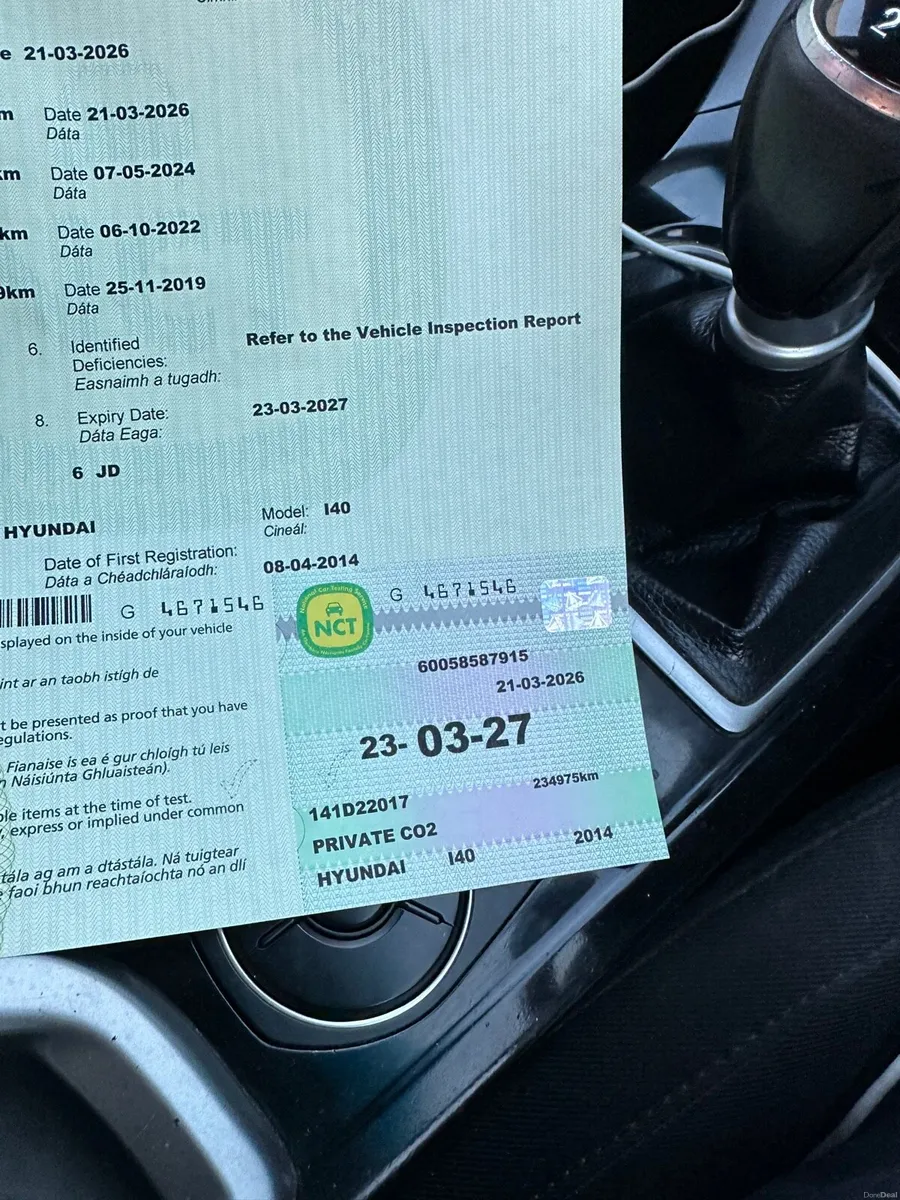 e 21-03-2026
m Date 21-03-2026
Dáta
km Date 07-05-2024
Dáta
km Date 06-10-2022
Dáta
9km Date 25-11-2019
Dáta
6. Identified Deficiencies: Refer to the Vehicle Inspection Report
Easnaimh a tugadh:
8. Expiry Date: 23-03-2027
Dáta Eaga:
6 JD
HYUNDAI Model: I40
Cineál:
Date of First Registration: 08-04-2014
Dáta a Chéadchláraíodh:
G 4671546
splayed on the inside of your vehicle
int ar an taobh istigh de
t be presented as proof that you have
egulations.
Fianaise is ea é gur chloígh tú leis
n Náisiúnta Ghluaisteán).
ble items at the time of test.
, express or implied under common
tála ag am a dtástála. Ná tuigtear
faoi bhun reachtaíochta nó an dlí
National Car Testing Service
NCT
G 4671546
60058587915
21-03-2026
23-03-27
234975km
141D22017
PRIVATE CO2
HYUNDAI I40 2014
2
DoneDeal